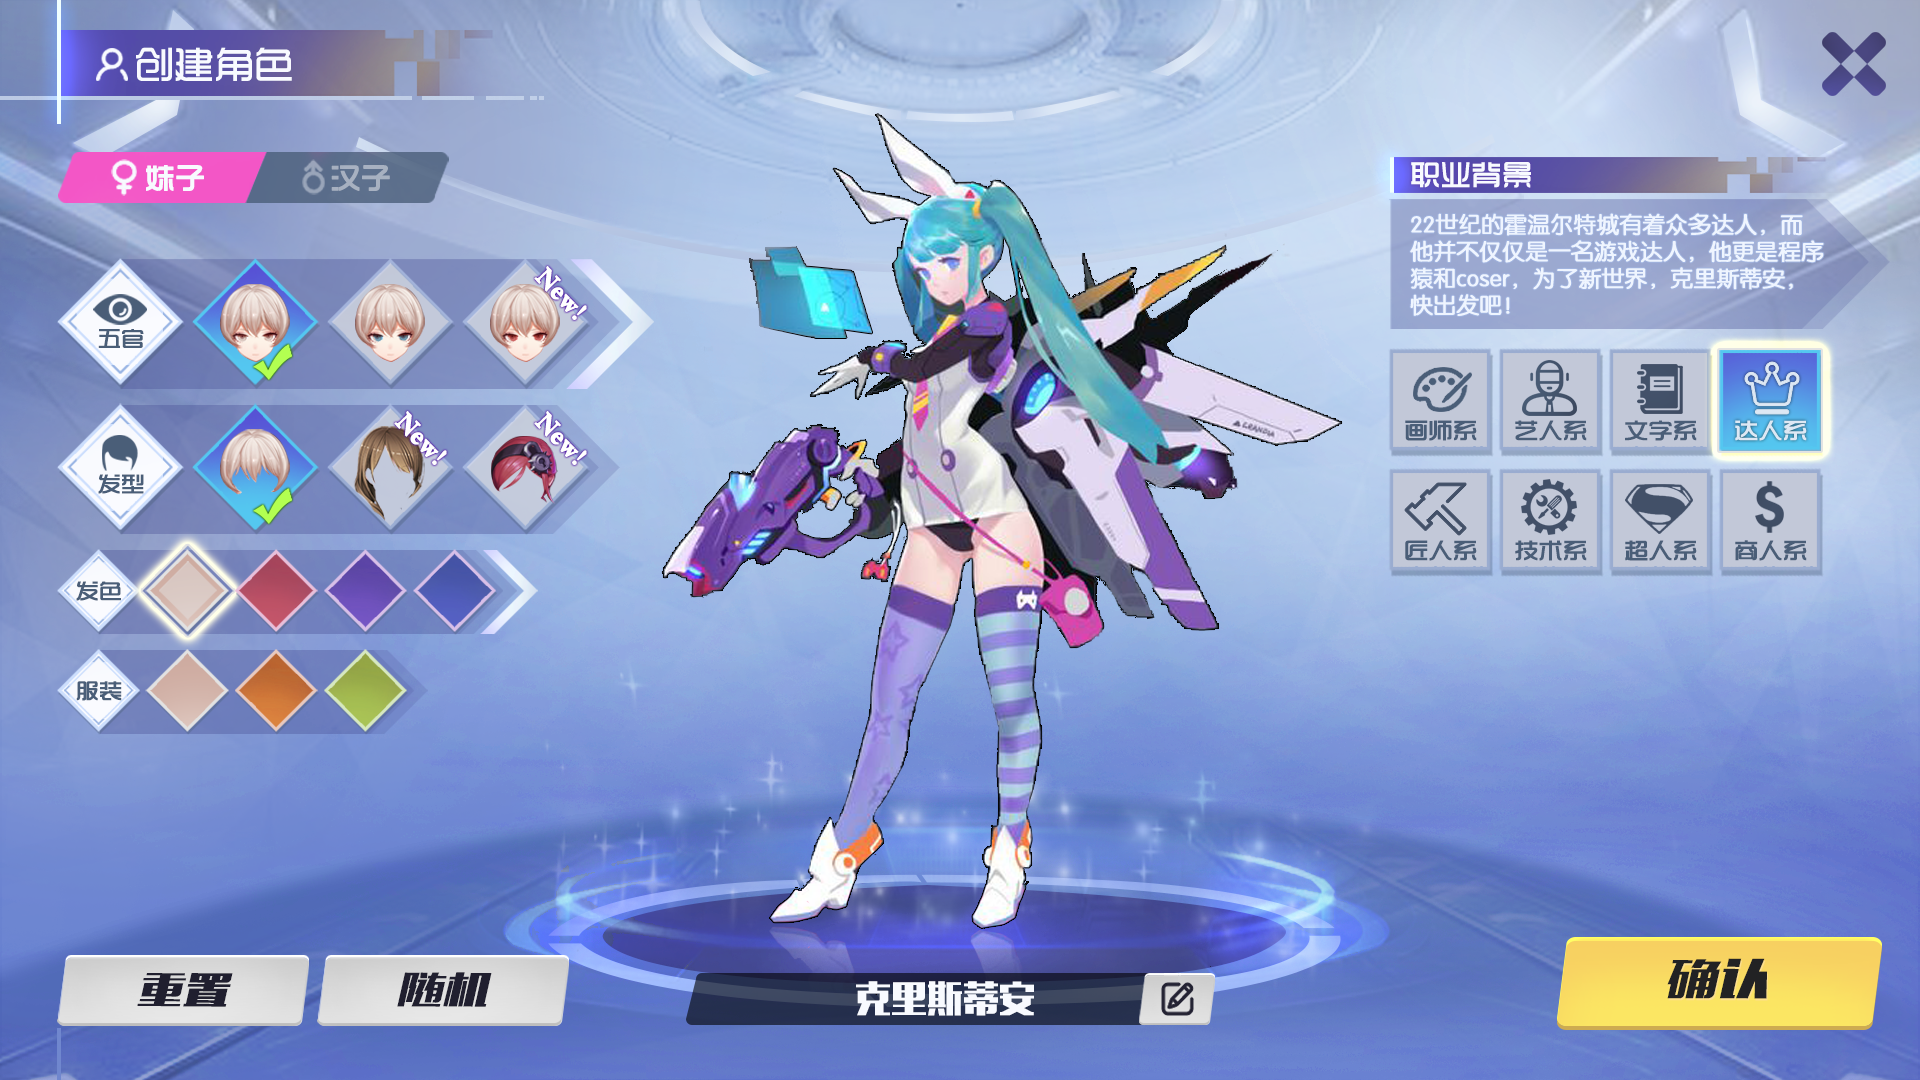 创建角色
妹子
汉子
职业背景
22世纪的霍温尔特城有着众多达人，而
他并不仅仅是一名游戏达人，他更是程序
猿和coser，为了新世界，克里斯蒂安，
快出发吧！
五官
New!
发型
New!
New!
画师系
艺人系
文字系
达人系
匠人系
技术系
超人系
商人系
发色
服装
GRANDIA
重置
随机
克里斯蒂安
确认